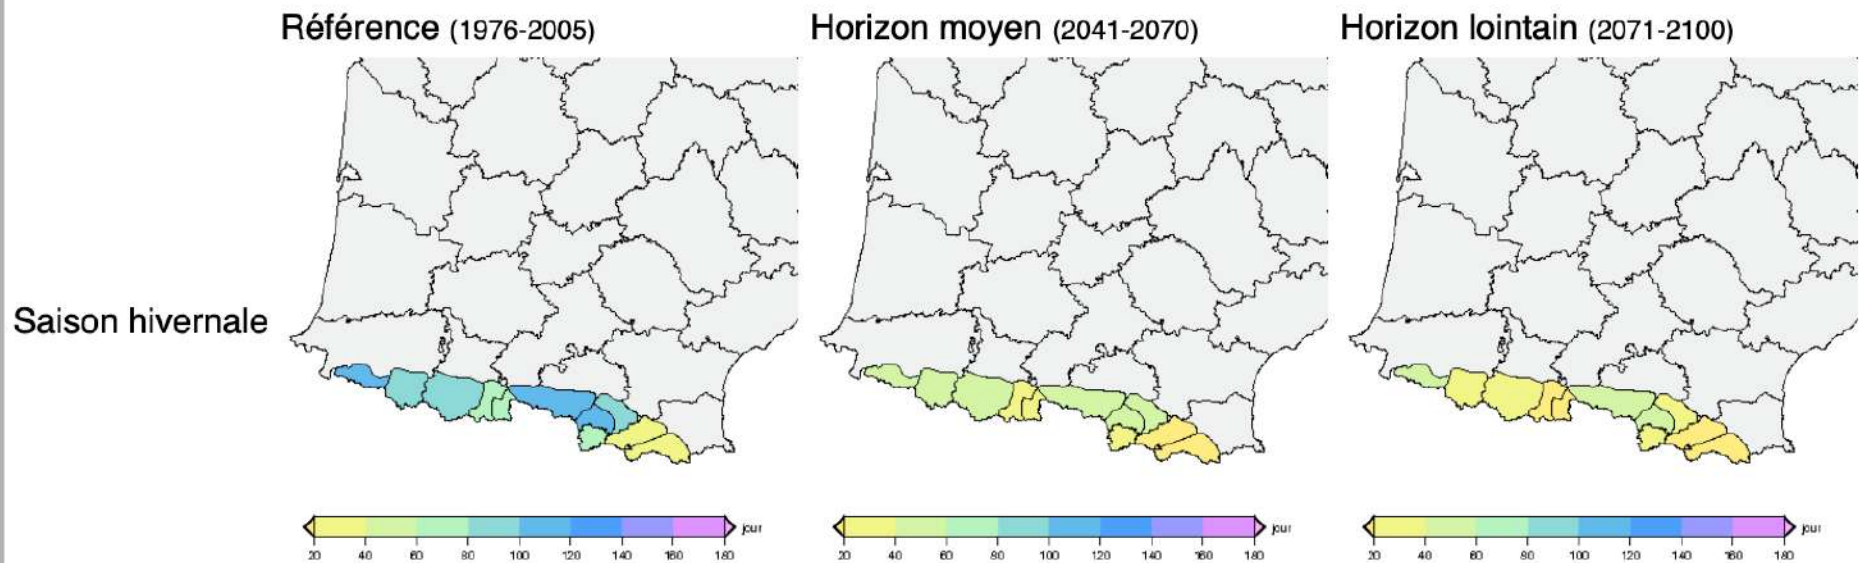 Référence (1976-2005)
Horizon moyen (2041-2070)
Horizon lointain (2071-2100)
Saison hivernale
20 40 60 80 100 120 140 160 180 jour
20 40 60 80 100 120 140 160 180 jour
20 40 60 80 100 120 140 160 180 jour